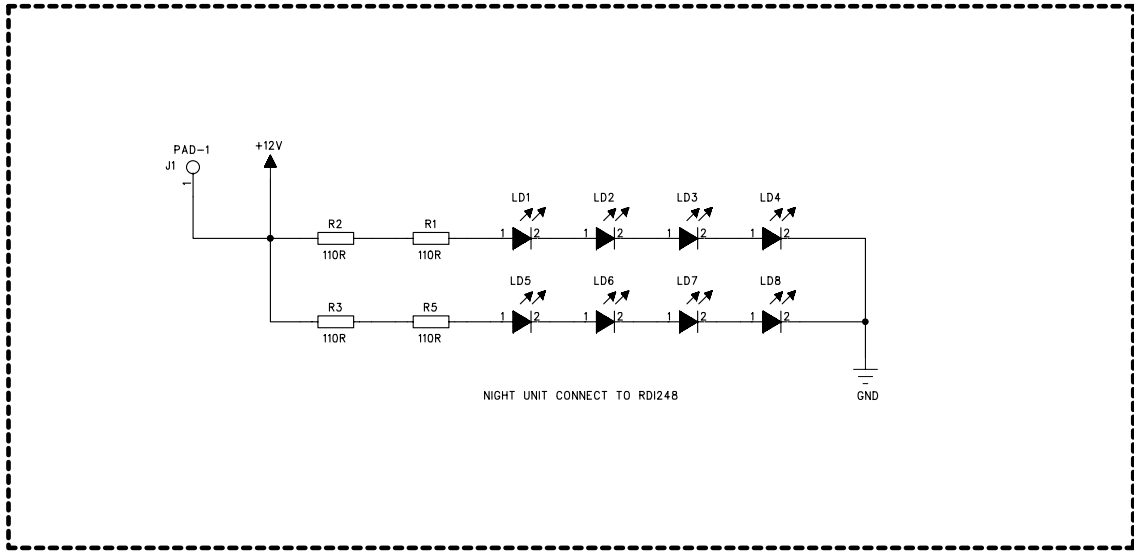 PAD-1
+12V
J1
1
LD1
LD2
LD3
LD4
R2
R1
1 2
1 2
1 2
1 2
110R
110R
LD5
LD6
LD7
LD8
R3
R5
1 2
1 2
1 2
1 2
110R
110R
NIGHT UNIT CONNECT TO RDI248
GND